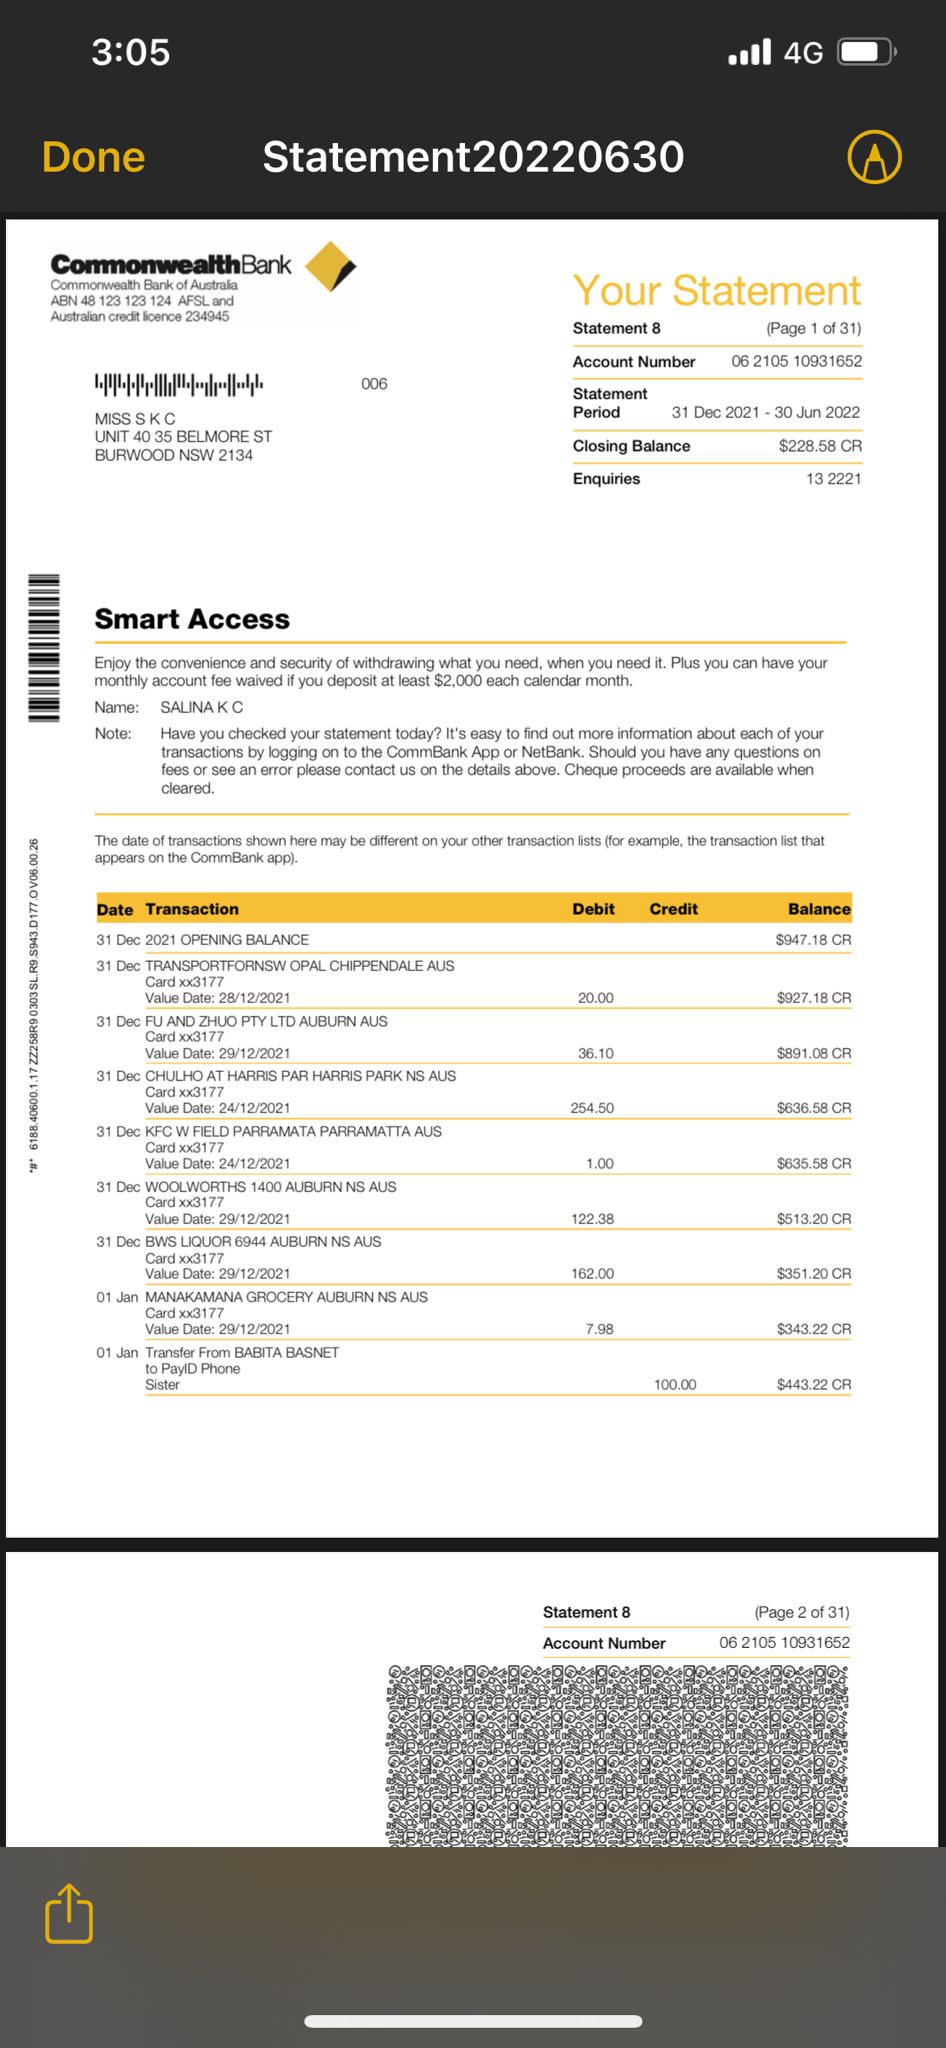 3:05 4G
Done Statement20220630
CommonwealthBank
Commonwealth Bank of Australia
ABN 48 123 123 124 AFSL and
Australian credit licence 234945
Your Statement
Statement 8 (Page 1 of 31)
Account Number 06 2105 10931652
Statement
Period 31 Dec 2021 - 30 Jun 2022
Closing Balance $228.58 CR
Enquiries 13 2221
006
MISS S K C
UNIT 40 35 BELMORE ST
BURWOOD NSW 2134
Smart Access
Enjoy the convenience and security of withdrawing what you need, when you need it. Plus you can have your
monthly account fee waived if you deposit at least $2,000 each calendar month.
Name: SALINA K C
Note: Have you checked your statement today? It's easy to find out more information about each of your
transactions by logging on to the CommBank App or NetBank. Should you have any questions on
fees or see an error please contact us on the details above. Cheque proceeds are available when
cleared.
*#* 6188.40600.1.17 ZZ258R9 0303 SL.R9.S943.D177.O V06.00.26
The date of transactions shown here may be different on your other transaction lists (for example, the transaction list that
appears on the CommBank app).
Date Transaction Debit Credit Balance
31 Dec 2021 OPENING BALANCE $947.18 CR
31 Dec TRANSPORTFORNSW OPAL CHIPPENDALE AUS
Card xx3177
Value Date: 28/12/2021 20.00 $927.18 CR
31 Dec FU AND ZHUO PTY LTD AUBURN AUS
Card xx3177
Value Date: 29/12/2021 36.10 $891.08 CR
31 Dec CHULHO AT HARRIS PAR HARRIS PARK NS AUS
Card xx3177
Value Date: 24/12/2021 254.50 $636.58 CR
31 Dec KFC W FIELD PARRAMATA PARRAMATTA AUS
Card xx3177
Value Date: 24/12/2021 1.00 $635.58 CR
31 Dec WOOLWORTHS 1400 AUBURN NS AUS
Card xx3177
Value Date: 29/12/2021 122.38 $513.20 CR
31 Dec BWS LIQUOR 6944 AUBURN NS AUS
Card xx3177
Value Date: 29/12/2021 162.00 $351.20 CR
01 Jan MANAKAMANA GROCERY AUBURN NS AUS
Card xx3177
Value Date: 29/12/2021 7.98 $343.22 CR
01 Jan Transfer From BABITA BASNET
to PayID Phone
Sister 100.00 $443.22 CR
Statement 8 (Page 2 of 31)
Account Number 06 2105 10931652